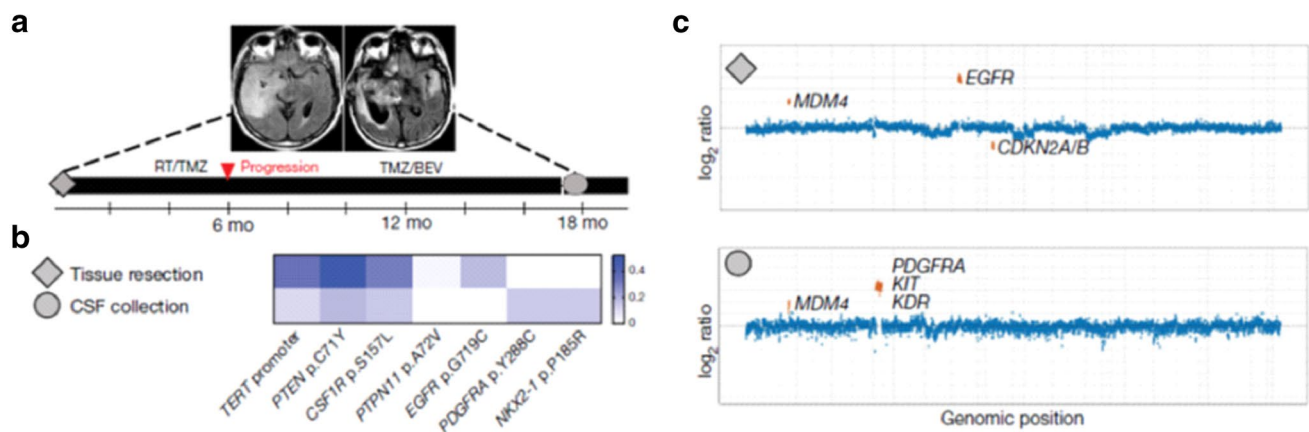 a
RT/TMZ
Progression
TMZ/BEV
6 mo
12 mo
18 mo
b
Tissue resection
CSF collection
0.4
0.2
0
TERT promoter
PTEN p.C71Y
CSF1R p.S157L
PTPN11 p.A72V
EGFR p.G719C
PDGFRA p.Y288C
NKX2-1 p.P185R
c
log2 ratio
MDM4
EGFR
CDKN2A/B
log2 ratio
MDM4
PDGFRA
KIT
KDR
Genomic position